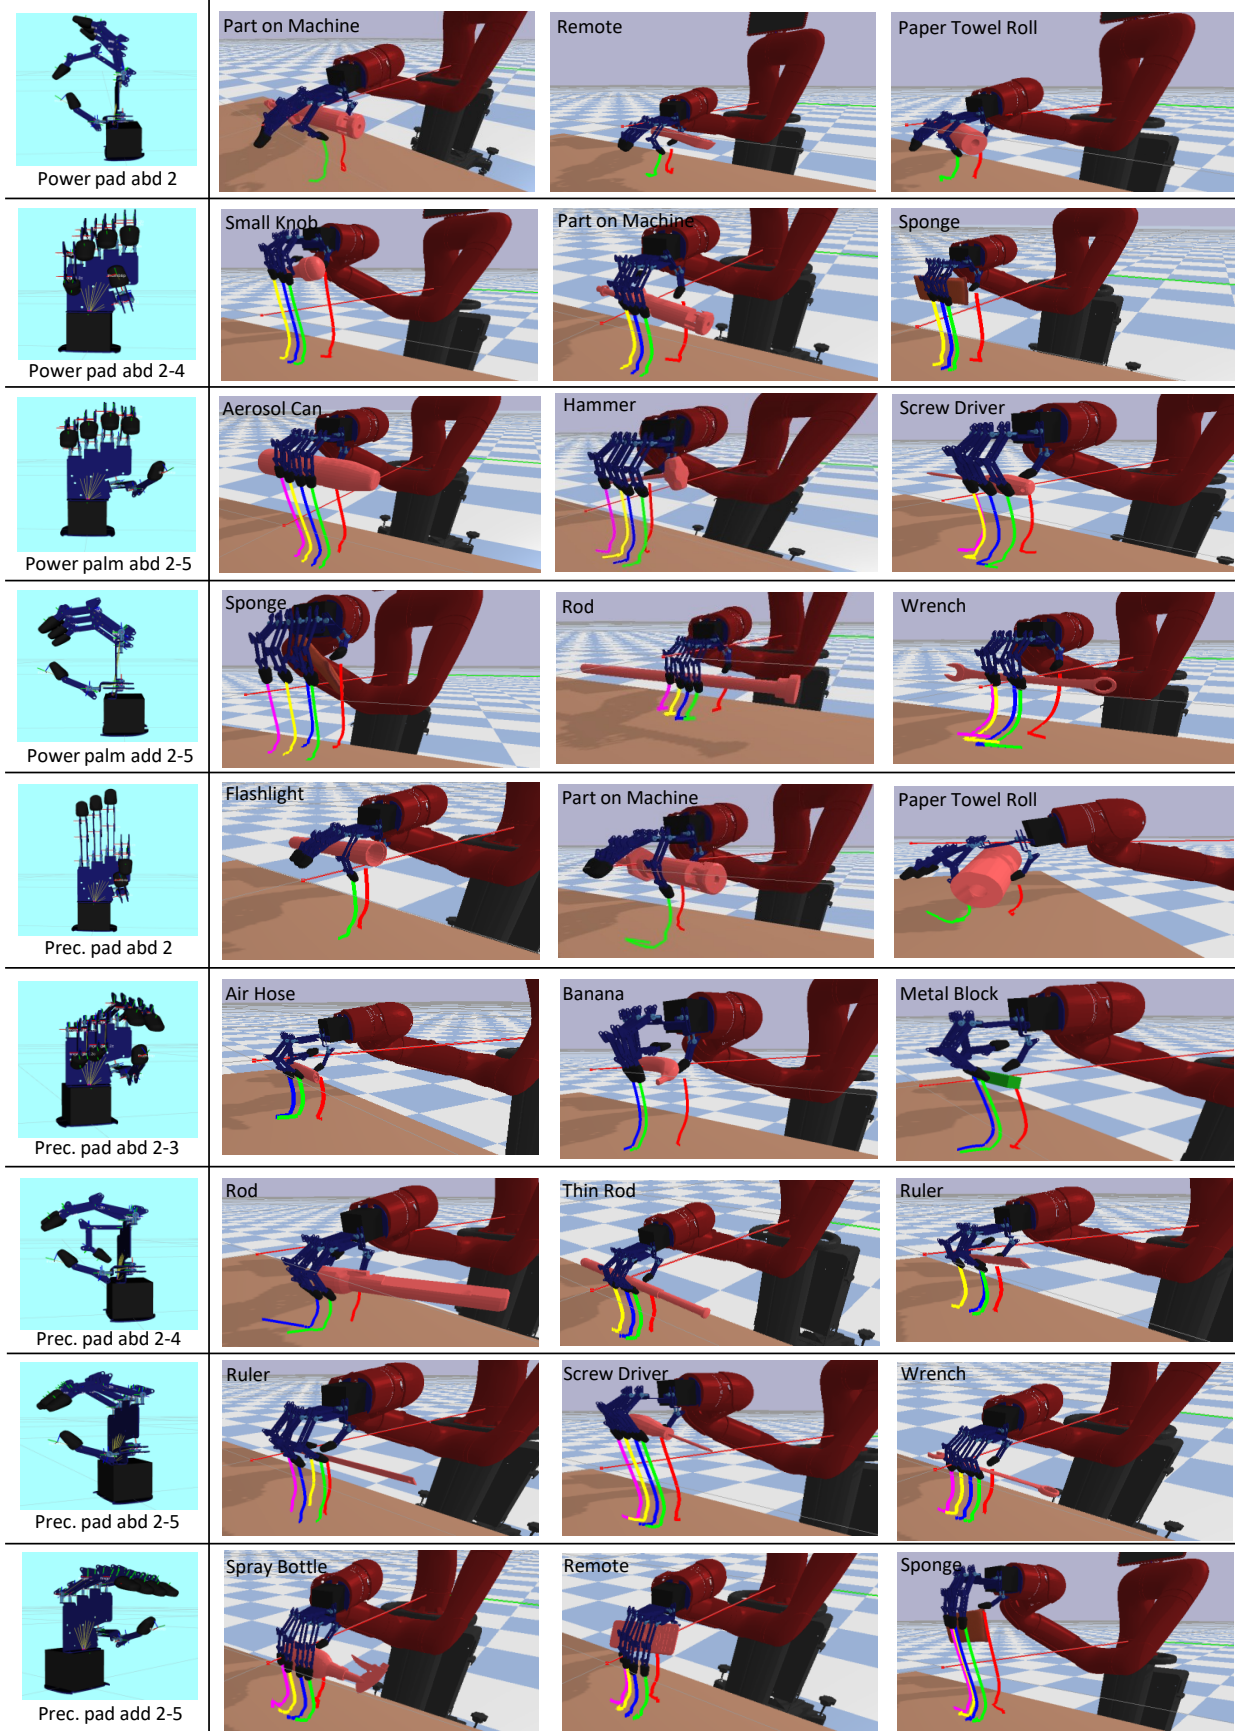 Part on Machine
Remote
Paper Towel Roll
Power pad abd 2
Small Knob
Part on Machine
Sponge
Power pad abd 2-4
Aerosol Can
Hammer
Screw Driver
Power palm abd 2-5
Sponge
Rod
Wrench
Power palm add 2-5
Flashlight
Part on Machine
Paper Towel Roll
Prec. pad abd 2
Air Hose
Banana
Metal Block
Prec. pad abd 2-3
Rod
Thin Rod
Ruler
Prec. pad abd 2-4
Ruler
Screw Driver
Wrench
Prec. pad abd 2-5
Spray Bottle
Remote
Sponge
Prec. pad add 2-5